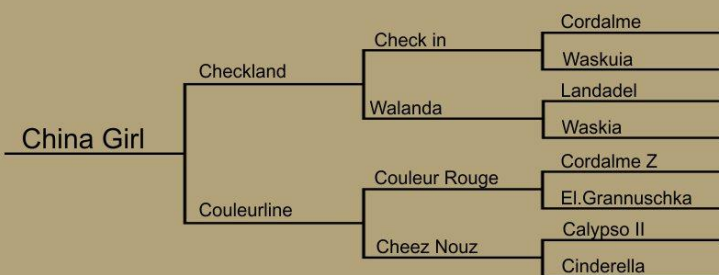 Cordalme
Check in
Waskuia
Checkland
Landadel
Walanda
Waskia
China Girl
Cordalme Z
Couleur Rouge
El.Grannuschka
Couleurline
Calypso II
Cheez Nouz
Cinderella